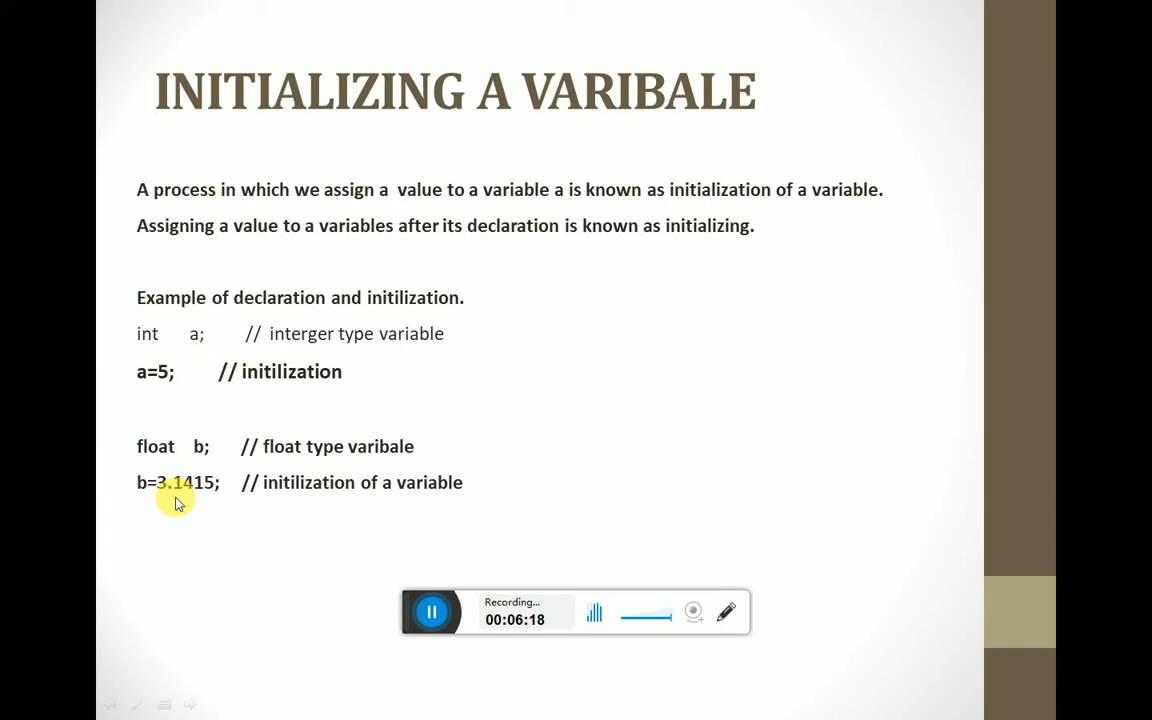 INITIALIZING A VARIBALE
A process in which we assign a value to a variable a is known as initialization of a variable.
Assigning a value to a variables after its declaration is known as initializing.
Example of declaration and initilization.
int a; // interger type variable
a=5; // initilization
float b; // float type varibale
b=3.1415; // initilization of a variable
Recording...
00:06:18